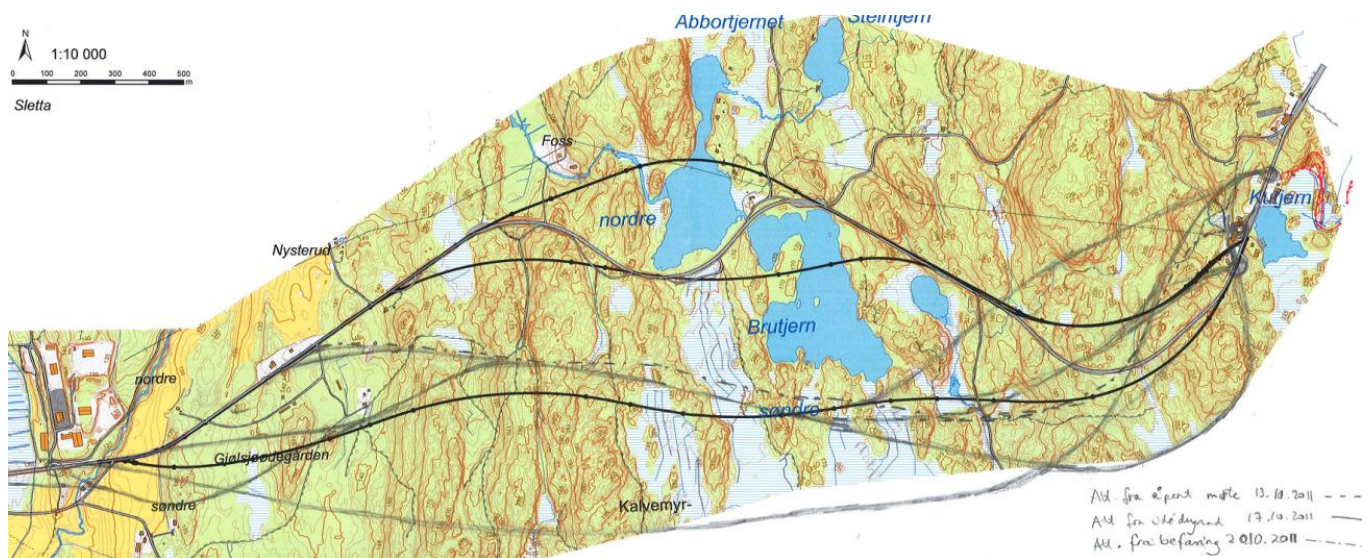 Abbortjernet
Steintjern
N
1:10 000
0 100 200 300 400 500
m
Sletta
Foss
nordre
Kutjern
Nysterud
Brutjern
nordre
søndre
Gjølsjøødegården
søndre
Kalvemyr-
Alt. fra åpent møte 13.10.2011
Alt fra 17.10.2011
Alt. fra befaring 20.10.2011